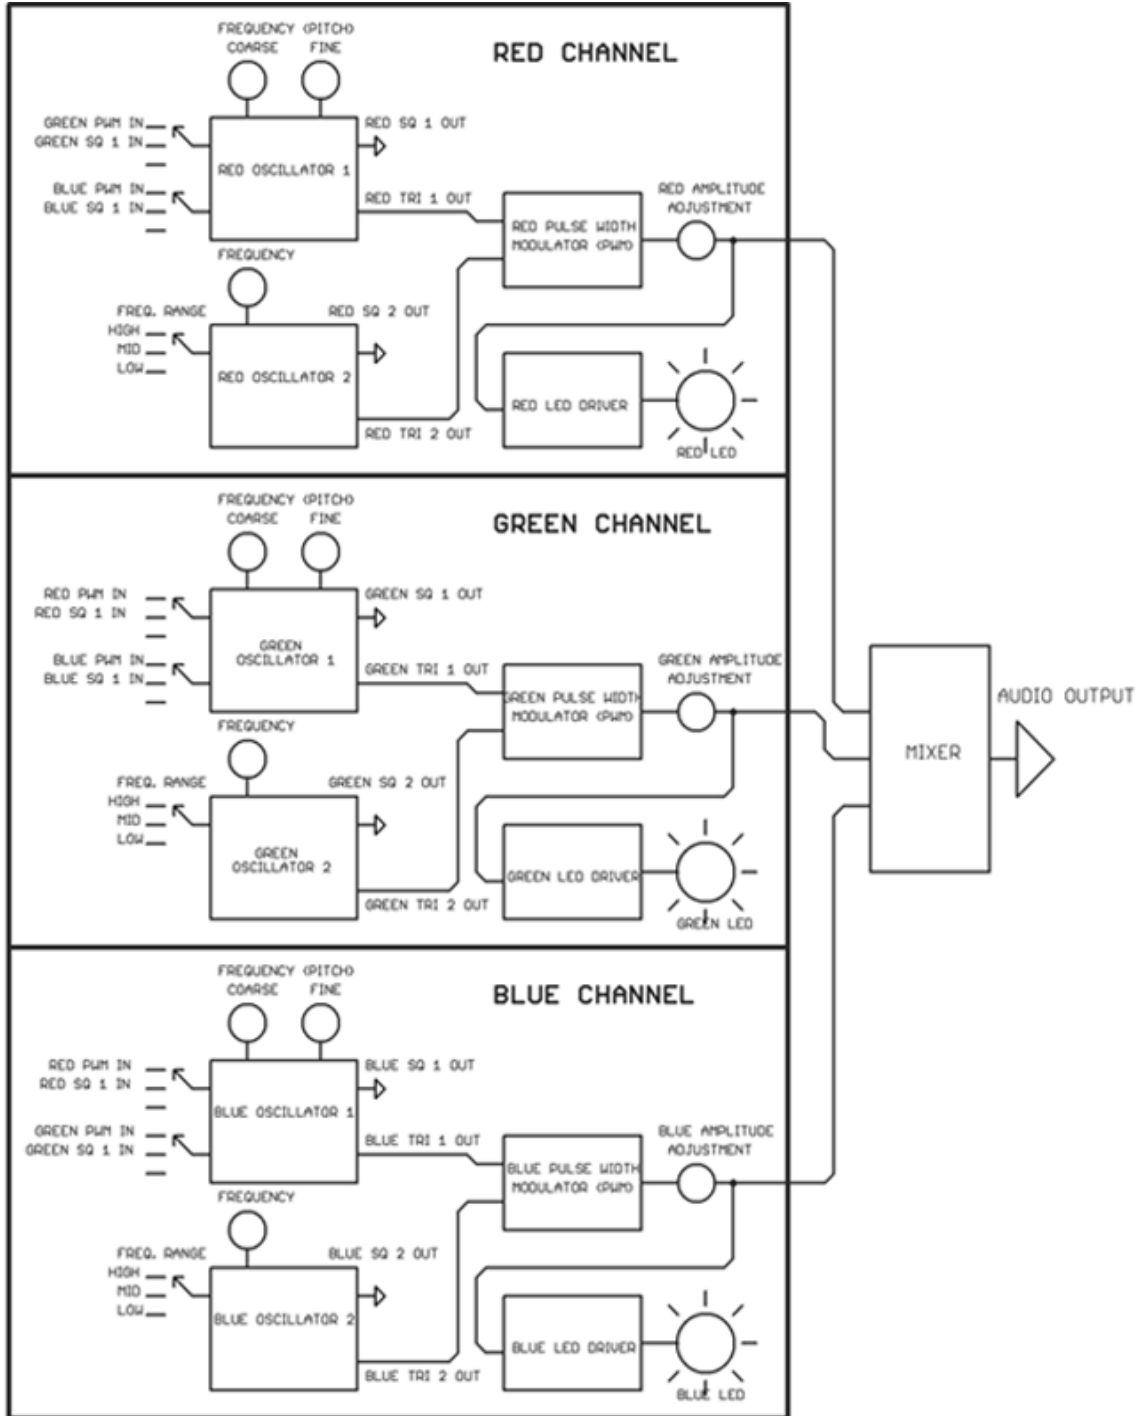 FREQUENCY (PITCH)
COARSE FINE
RED CHANNEL
GREEN PWM IN
GREEN SQ 1 IN
RED SQ 1 OUT
RED OSCILLATOR 1
BLUE PWM IN
BLUE SQ 1 IN
RED TRI 1 OUT
RED AMPLITUDE
ADJUSTMENT
RED PULSE WIDTH
MODULATOR (PWM)
FREQUENCY
FREQ. RANGE
HIGH
MID
LOW
RED SQ 2 OUT
RED OSCILLATOR 2
RED LED DRIVER
RED TRI 2 OUT
RED LED
FREQUENCY (PITCH)
COARSE FINE
GREEN CHANNEL
RED PWM IN
RED SQ 1 IN
GREEN SQ 1 OUT
GREEN
OSCILLATOR 1
BLUE PWM IN
BLUE SQ 1 IN
GREEN TRI 1 OUT
GREEN AMPLITUDE
ADJUSTMENT
GREEN PULSE WIDTH
MODULATOR (PWM)
FREQUENCY
FREQ. RANGE
HIGH
MID
LOW
GREEN SQ 2 OUT
GREEN
OSCILLATOR 2
GREEN LED DRIVER
GREEN TRI 2 OUT
GREEN LED
AUDIO OUTPUT
MIXER
FREQUENCY (PITCH)
COARSE FINE
BLUE CHANNEL
RED PWM IN
RED SQ 1 IN
BLUE SQ 1 OUT
BLUE OSCILLATOR 1
GREEN PWM IN
GREEN SQ 1 IN
BLUE TRI 1 OUT
BLUE AMPLITUDE
ADJUSTMENT
BLUE PULSE WIDTH
MODULATOR (PWM)
FREQUENCY
FREQ. RANGE
HIGH
MID
LOW
BLUE SQ 2 OUT
BLUE OSCILLATOR 2
BLUE LED DRIVER
BLUE TRI 2 OUT
BLUE LED